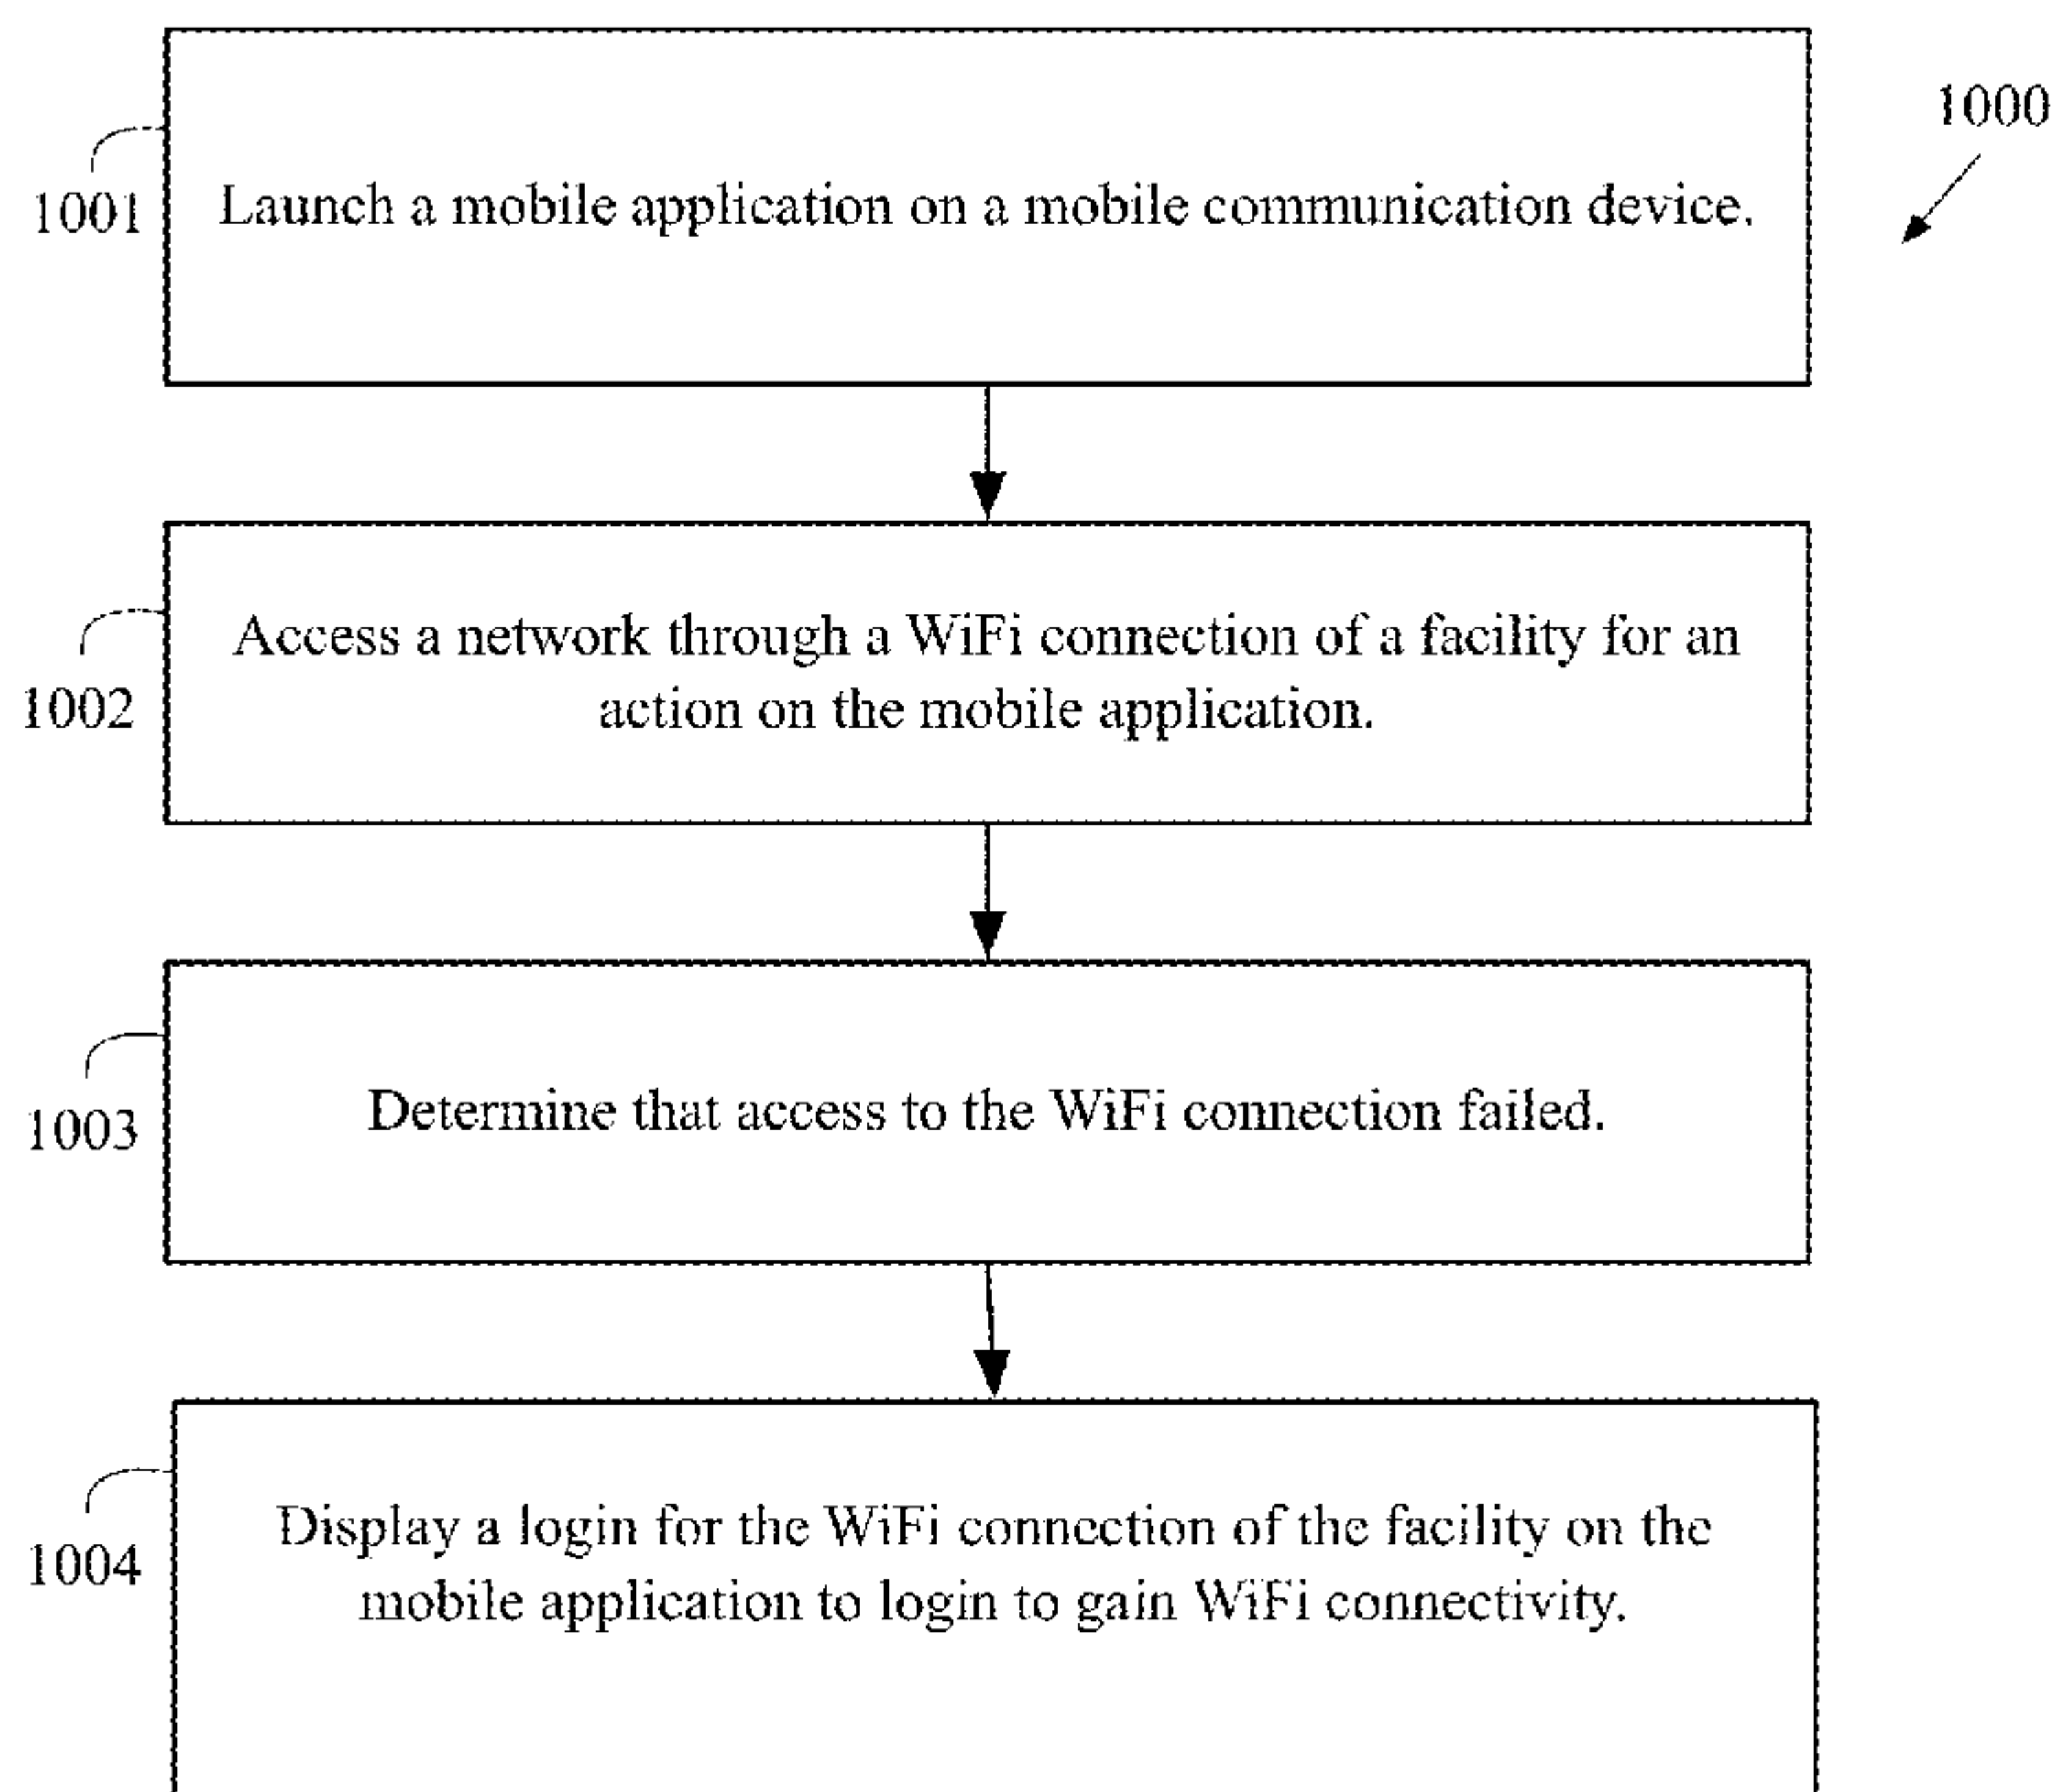 1000
1001
Launch a mobile application on a mobile communication device.
1002
Access a network through a WiFi connection of a facility for an
action on the mobile application.
1003
Determine that access to the WiFi connection failed.
1004
Display a login for the WiFi connection of the facility on the
mobile application to login to gain WiFi connectivity.